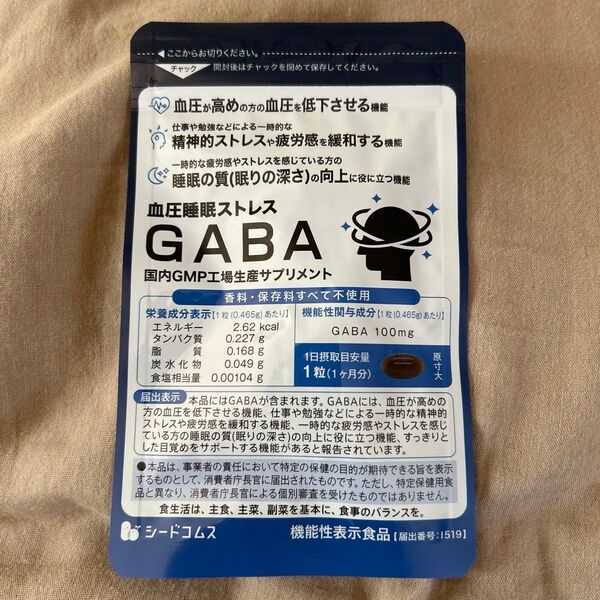 ここからお切りください。
チャック 開封後はチャックを閉めて保存してください。
血圧が高めの方の血圧を低下させる機能
仕事や勉強などによる一時的な
精神的ストレスや疲労感を緩和する機能
一時的な疲労感やストレスを感じている方の
睡眠の質(眠りの深さ)の向上に役に立つ機能
血圧睡眠ストレス
GABA
国内GMP工場生産サプリメント
香料・保存料すべて不使用
栄養成分表示【1粒(0.465g)あたり】
エネルギー 2.62 kcal
タンパク質 0.227 g
脂質 0.168 g
炭水化物 0.049 g
食塩相当量 0.00104 g
機能性関与成分【1粒(0.465g)あたり】
GABA 100mg
1日摂取目安量
1粒(1ヶ月分)
原寸大
届出表示 本品にはGABAが含まれます。GABAには、血圧が高めの
方の血圧を低下させる機能、仕事や勉強などによる一時的な精神的
ストレスや疲労感を緩和する機能、一時的な疲労感やストレスを感じ
ている方の睡眠の質(眠りの深さ)の向上に役に立つ機能、すっきりと
した目覚めをサポートする機能があると報告されています。
●本品は、事業者の責任において特定の保健の目的が期待できる旨を表示
するものとして、消費者庁長官に届出されたものです。ただし、特定保健用食
品と異なり、消費者庁長官による個別審査を受けたものではありません。
食生活は、主食、主菜、副菜を基本に、食事のバランスを。
シードコムス 機能性表示食品【届出番号:I519】